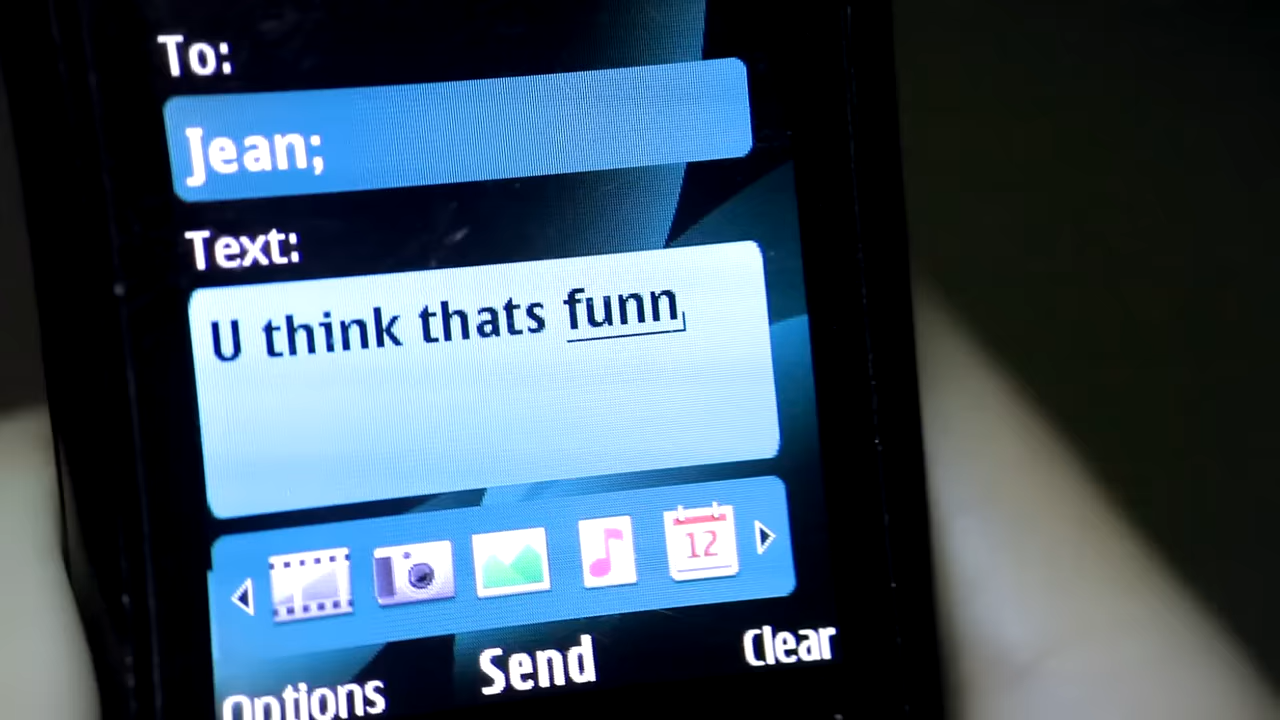 To:
Jean;
Text:
U think thats funn
12
Options Send Clear